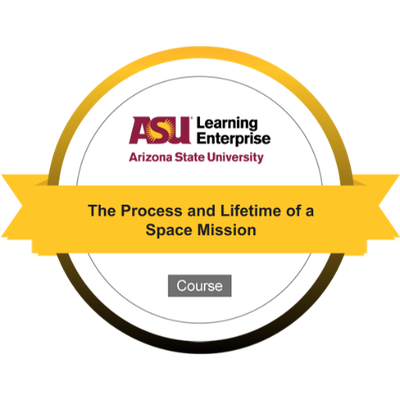 ASU Learning
Enterprise
Arizona State University
The Process and Lifetime of a
Space Mission
Course